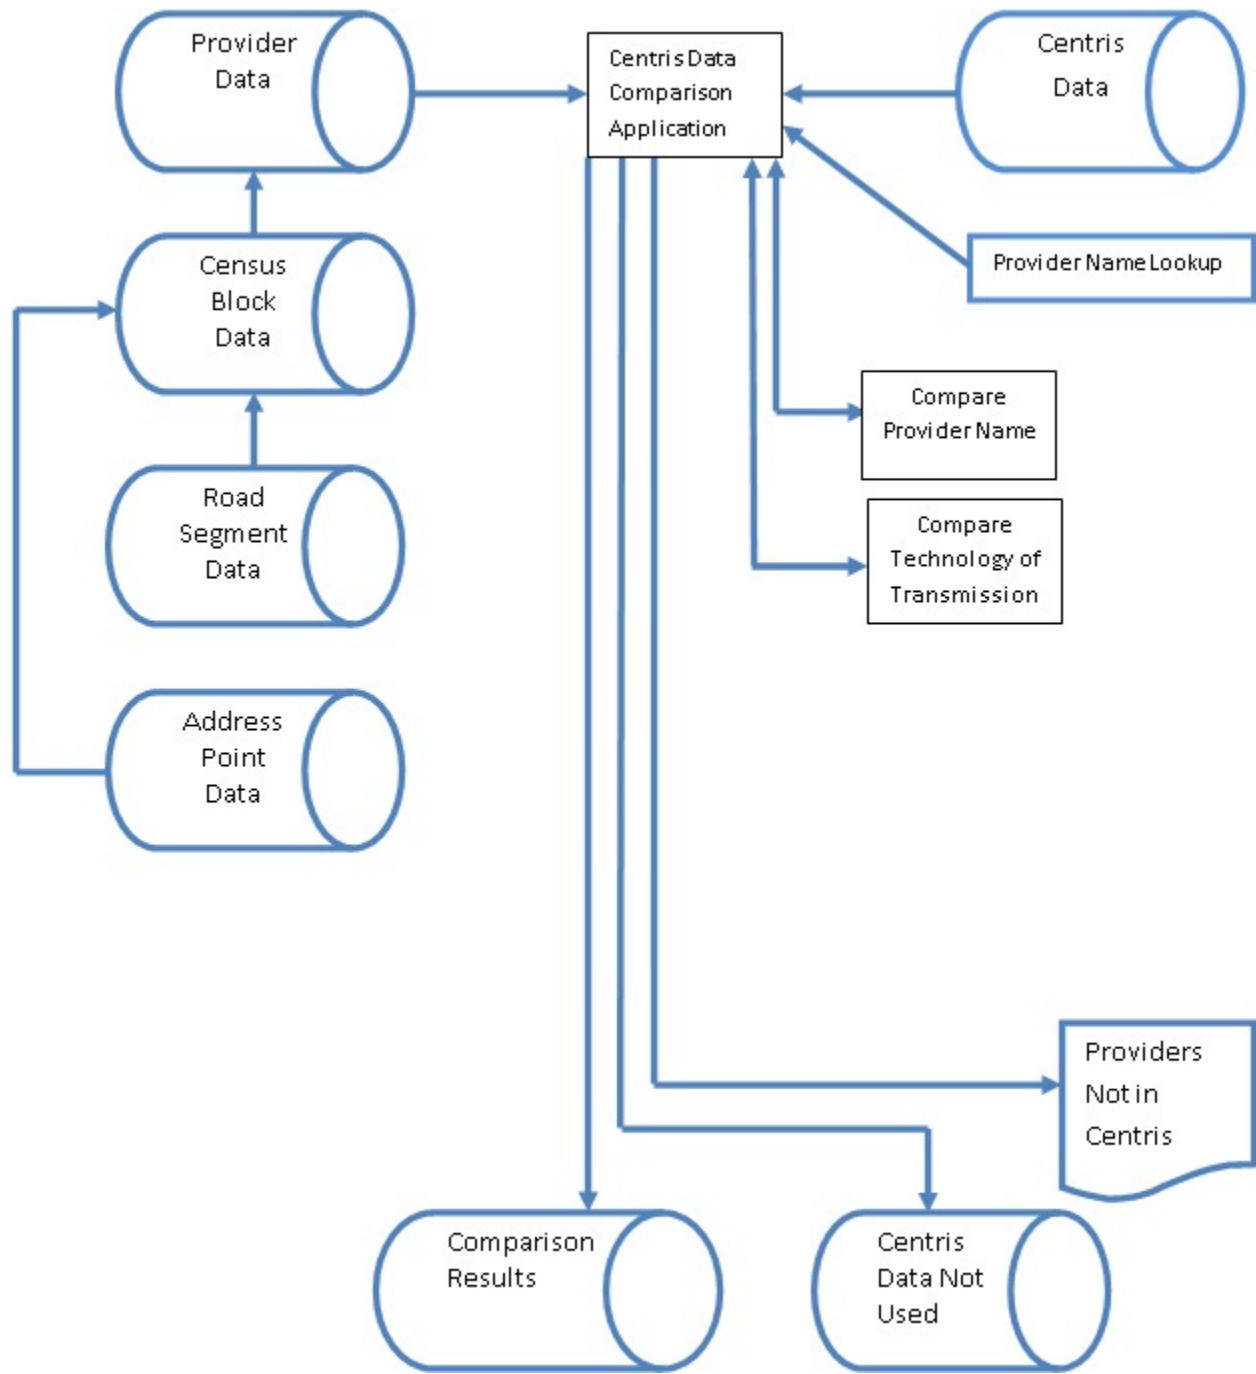 Provider
Data
Centris Data
Comparison
Application
Centris
Data
Census
Block
Data
Provider Name Lookup
Compare
Provider Name
Road
Segment
Data
Compare
Technology of
Transmission
Address
Point
Data
Providers
Not in
Centris
Comparison
Results
Centris
Data Not
Used